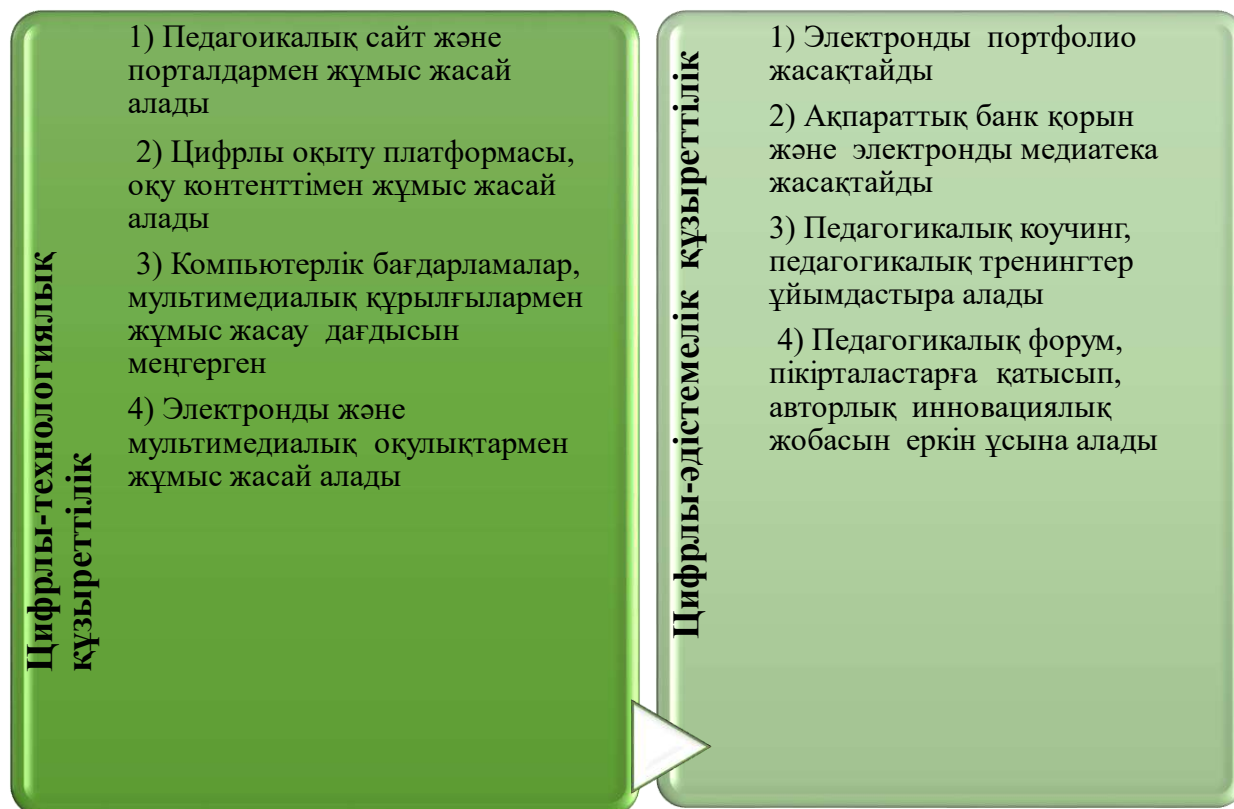 Цифрлы-технологиялық
құзыреттілік
1) Педагоикалық сайт және
порталдармен жұмыс жасай
алады
2) Цифрлы оқыту платформасы,
оқу контенттімен жұмыс жасай
алады
3) Компьютерлік бағдарламалар,
мультимедиалық құрылғылармен
жұмыс жасау дағдысын
меңгерген
4) Электронды және
мультимедиалық оқулықтармен
жұмыс жасай алады
Цифрлы-әдістемелік құзыреттілік
1) Электронды портфолио
жасақтайды
2) Ақпараттық банк қорын
және электронды медиатека
жасақтайды
3) Педагогикалық коучинг,
педагогикалық тренингтер
ұйымдастыра алады
4) Педагогикалық форум,
пікірталастарға қатысып,
авторлық инновациялық
жобасын еркін ұсына алады